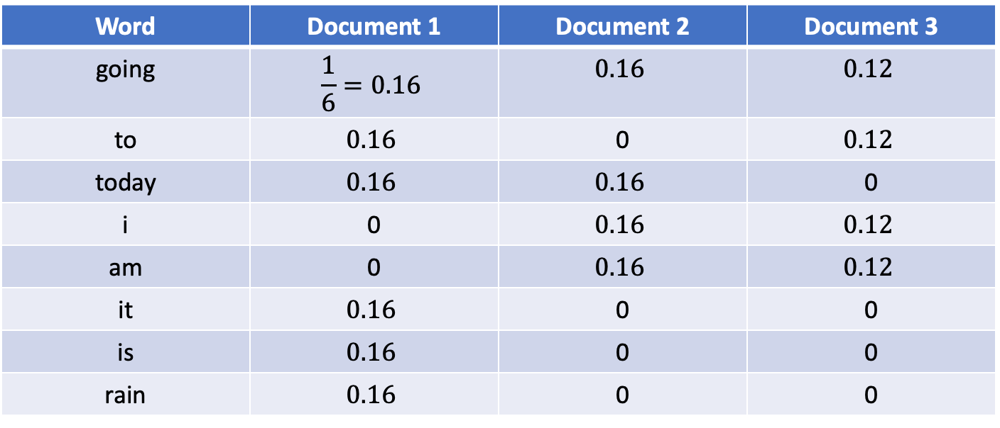 Word Document 1 Document 2 Document 3
going 1/6 = 0.16 0.16 0.12
to 0.16 0 0.12
today 0.16 0.16 0
i 0 0.16 0.12
am 0 0.16 0.12
it 0.16 0 0
is 0.16 0 0
rain 0.16 0 0